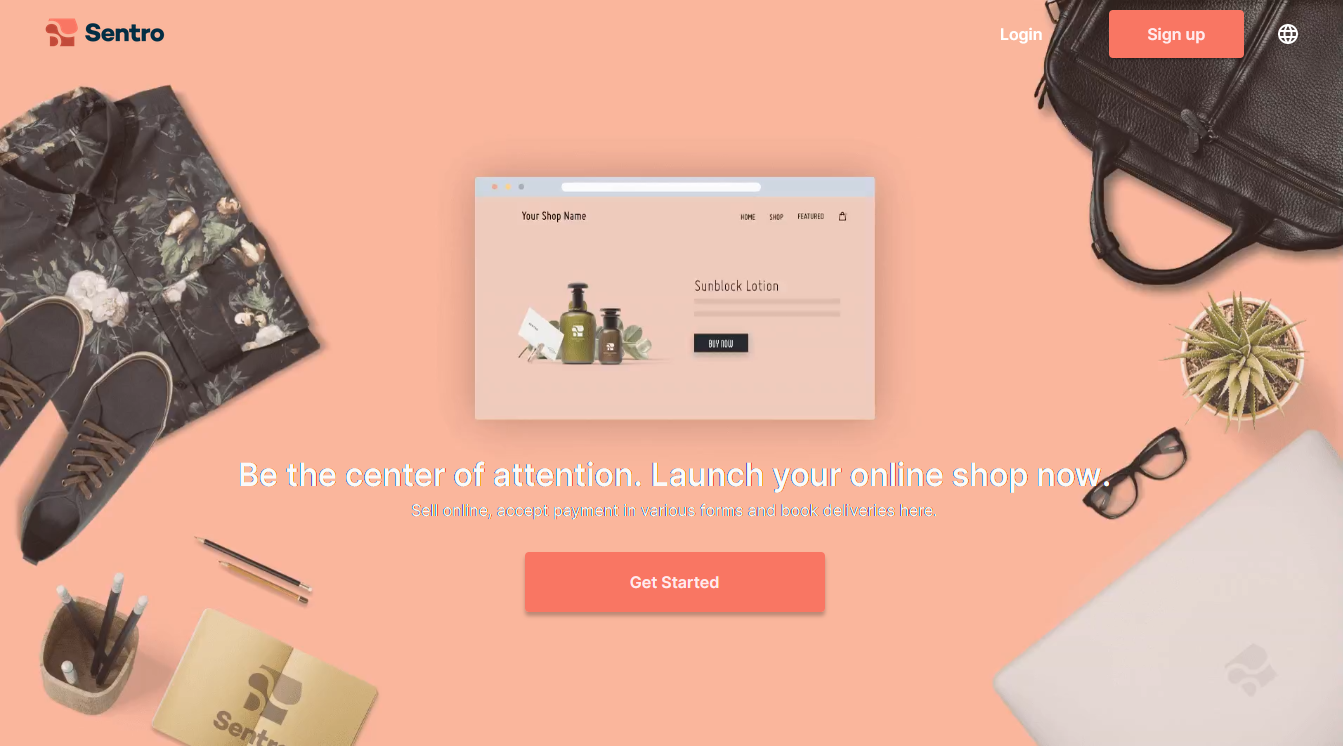 Sentro
Login
Sign up
Your Shop Name
HOME
SHOP
FEATURED
Sunblock Lotion
BUY NOW
Be the center of attention. Launch your online shop now.
Sell online, accept payment in various forms and book deliveries here.
Get Started
Sentro